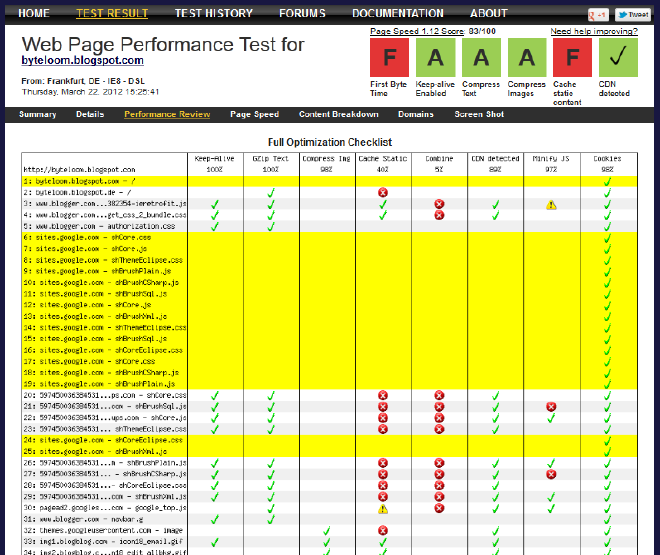 HOME TEST RESULT TEST HISTORY FORUMS DOCUMENTATION ABOUT
+1 Tweet
Web Page Performance Test for
byteloom.blogspot.com
From: Frankfurt, DE - IE8 - DSL
Thursday, March 22, 2012 15:25:41
Page Speed 1.12 Score: 83/100 Need help improving?
F A A A F ✓
First Byte Time
Keep-alive Enabled
Compress Text
Compress Images
Cache static content
CDN detected
Summary Details Performance Review Page Speed Content Breakdown Domains Screen Shot
Full Optimization Checklist
Keep-Alive GZip Text Compress Img Cache Static Combine CDN detected Minify JS Cookies
http://byteloom.blogspot.com 100% 100% 98% 40% 5% 89% 97% 98%
1: byteloom.blogspot.com - /
2: byteloom.blogspot.de - /
3: www.blogger.com...382354-ieretrofit.js
4: www.blogger.com...get_css_2_bundle.css
5: www.blogger.com - authorization.css
6: sites.google.com - shCore.css
7: sites.google.com - shCore.js
8: sites.google.com - shThemeEclipse.css
9: sites.google.com - shBrushPlain.js
10: sites.google.com - shBrushCSharp.js
11: sites.google.com - shBrushSql.js
12: sites.google.com - shCore.js
13: sites.google.com - shBrushXml.js
14: sites.google.com - shThemeEclipse.css
15: sites.google.com - shBrushSql.js
16: sites.google.com - shCoreEclipse.css
17: sites.google.com - shCore.css
18: sites.google.com - shBrushCSharp.js
19: sites.google.com - shBrushPlain.js
20: 597450036384531...ps.com - shCore.css
21: 597450036384531...com - shBrushSql.js
22: 597450036384531...ups.com - shCore.js
23: 597450036384531... shThemeEclipse.css
24: sites.google.com - shCoreEclipse.css
25: sites.google.com - shBrushXml.js
26: 597450036384531...m - shBrushPlain.js
27: 597450036384531... - shBrushCSharp.js
28: 597450036384531...- shCoreEclipse.css
29: 597450036384531...com - shBrushXml.js
30: pagead2.googles...com - google_top.js
31: www.blogger.com - navbar.g
32: themes.googleusercontent.com - image
33: img1.blogblog.com - icon18_email.gif
34: img2.blogblog.c...n18_edit_allbkg.gif